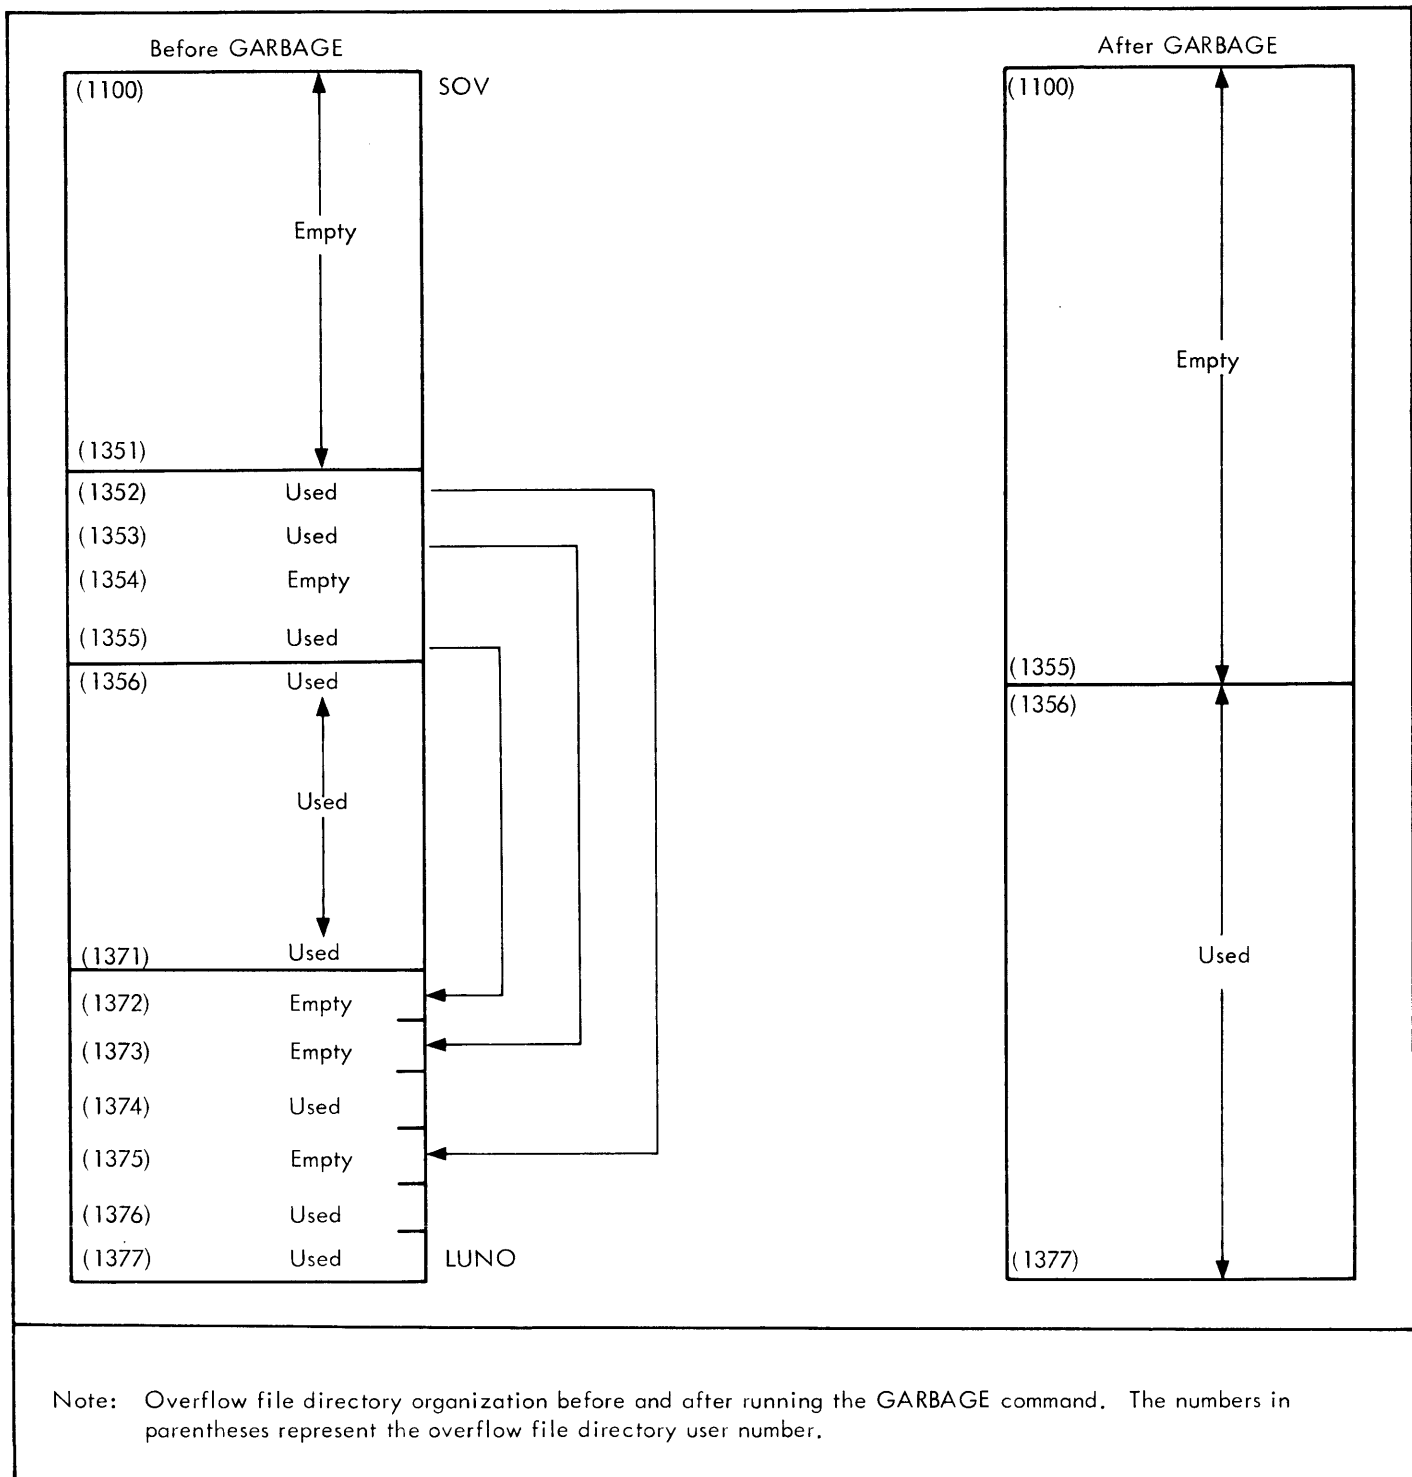 Before GARBAGE
(1100) SOV
Empty
(1351)
(1352) Used
(1353) Used
(1354) Empty
(1355) Used
(1356) Used
Used
(1371) Used
(1372) Empty
(1373) Empty
(1374) Used
(1375) Empty
(1376) Used
(1377) Used LUNO
After GARBAGE
(1100)
Empty
(1355)
(1356)
Used
(1377)
Note: Overflow file directory organization before and after running the GARBAGE command. The numbers in
parentheses represent the overflow file directory user number.